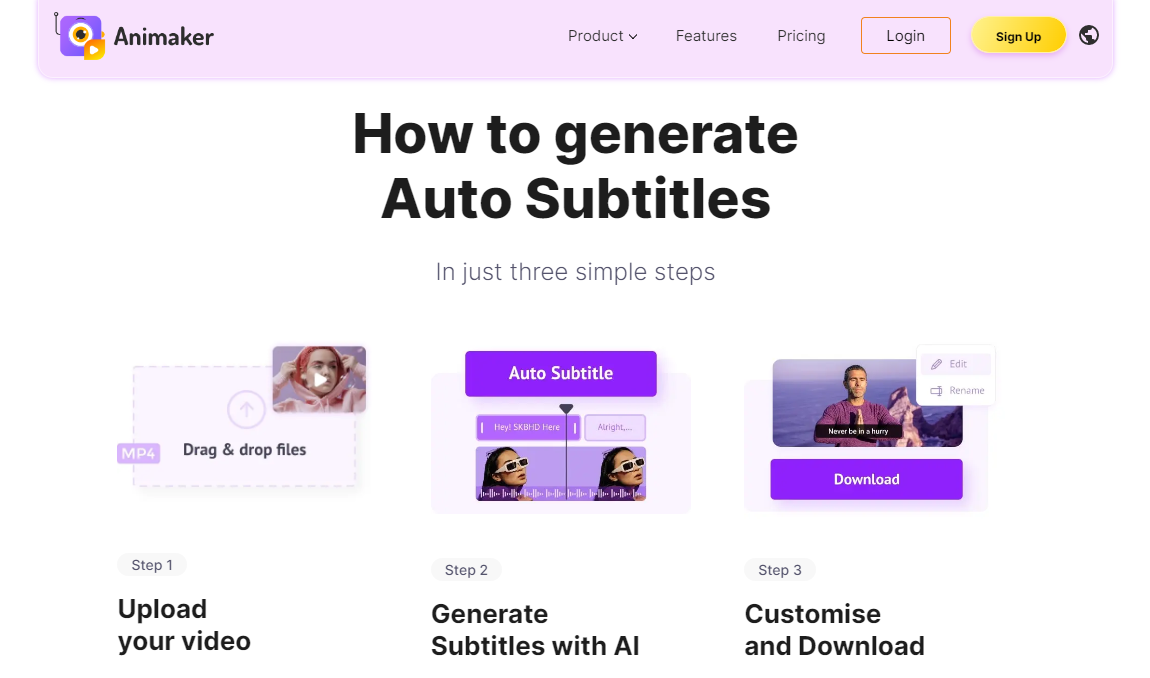 Animaker
Product
Features
Pricing
Login
Sign Up
How to generate
Auto Subtitles
In just three simple steps
MP4
Drag & drop files
Auto Subtitle
Hey! SKBHD Here
Alright,...
Edit
Rename
Never be in a hurry
Download
Step 1
Upload
your video
Step 2
Generate
Subtitles with AI
Step 3
Customise
and Download